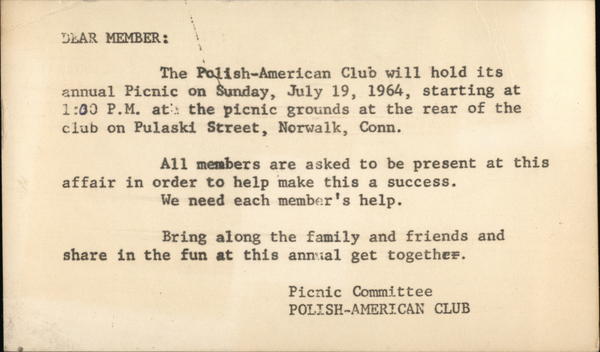 DEAR MEMBER:
The Polish-American Club will hold its
annual Picnic on Sunday, July 19, 1964, starting at
1:00 P.M. at the picnic grounds at the rear of the
club on Pulaski Street, Norwalk, Conn.
All members are asked to be present at this
affair in order to help make this a success.
We need each member's help.
Bring along the family and friends and
share in the fun at this annual get together.
Picnic Committee
POLISH-AMERICAN CLUB